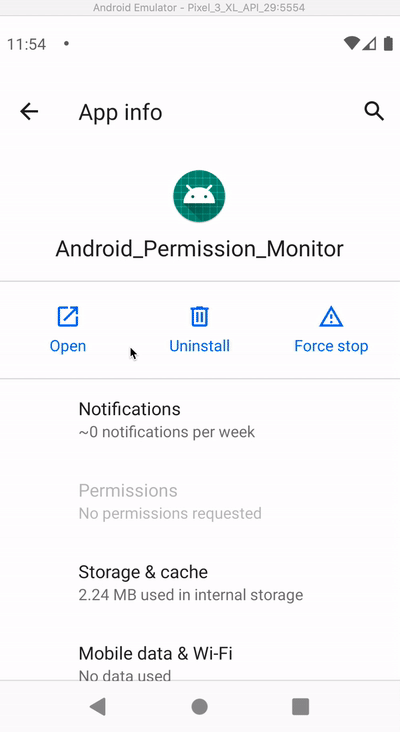 Android Emulator - Pixel_3_XL_API_29:5554
11:54
App info
Android_Permission_Monitor
Open
Uninstall
Force stop
Notifications
~0 notifications per week
Permissions
No permissions requested
Storage & cache
2.24 MB used in internal storage
Mobile data & Wi-Fi
No data used